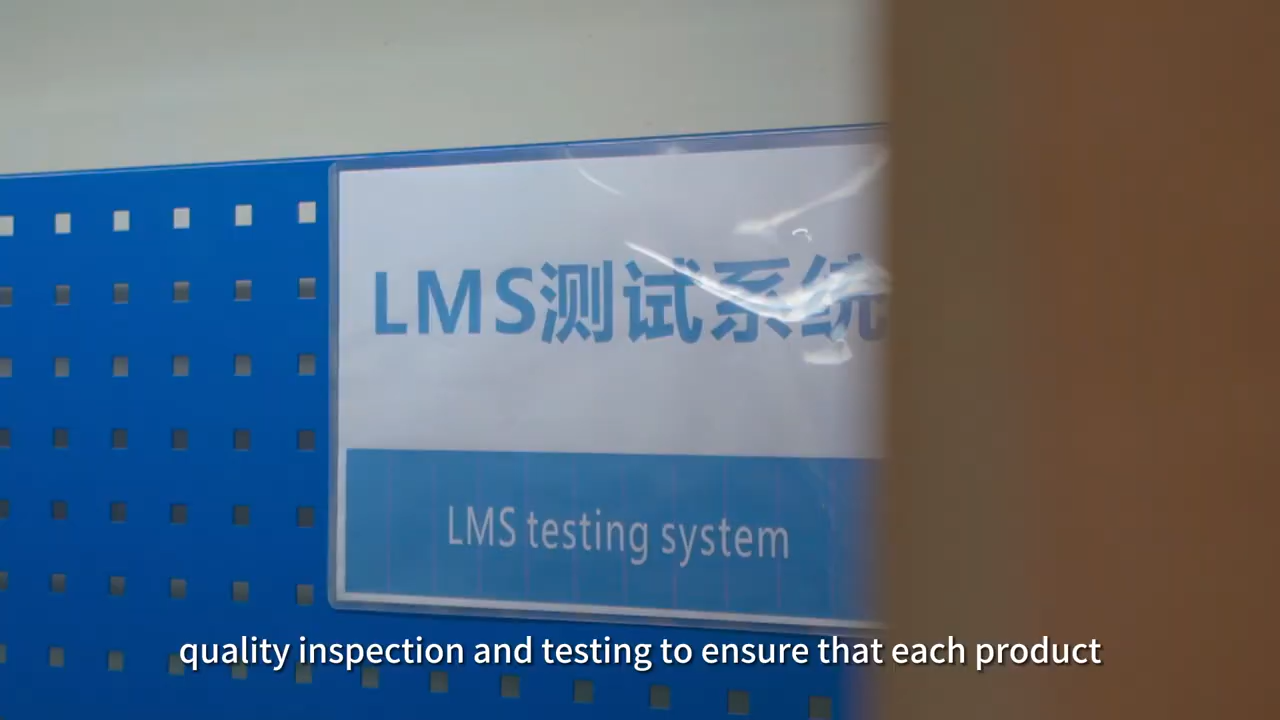 LMS测试系统
LMS testing system
quality inspection and testing to ensure that each product